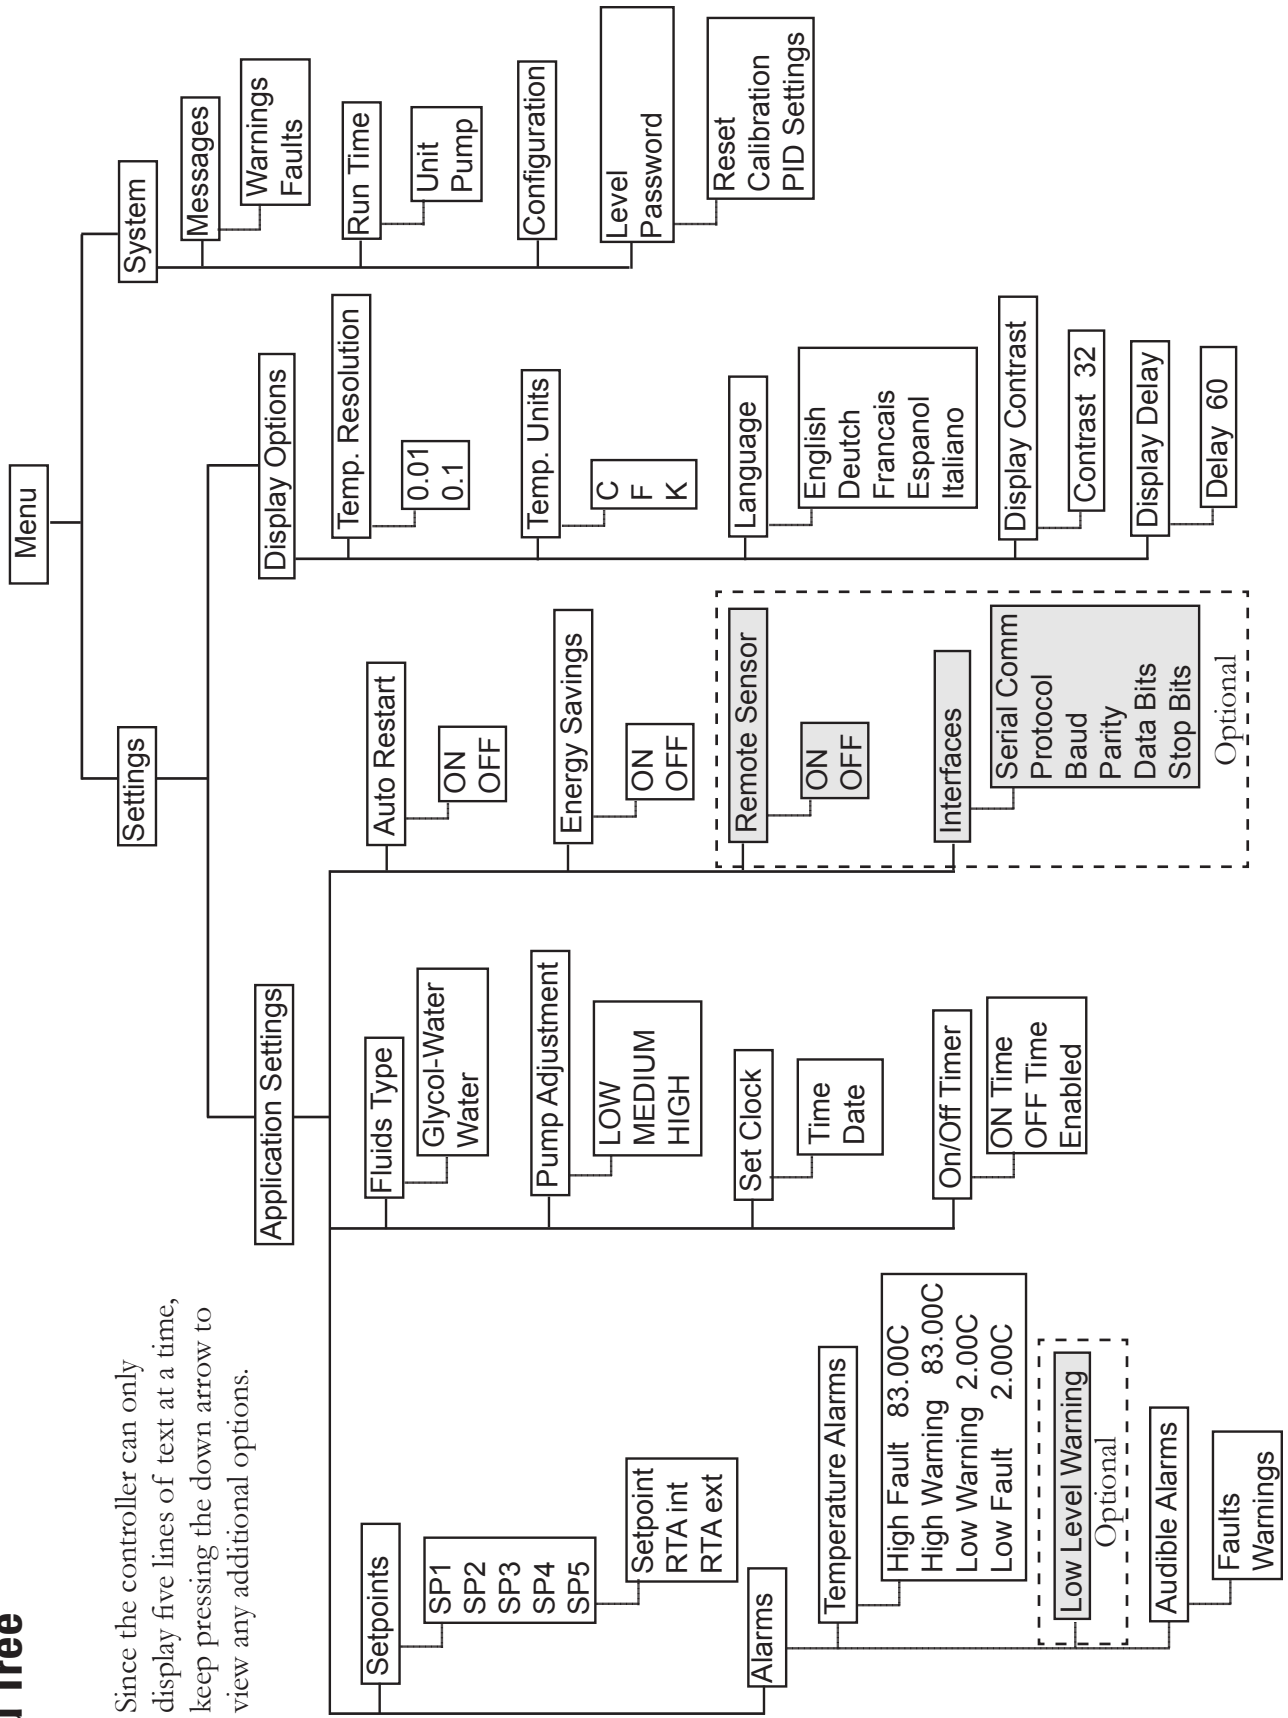 Tree
Since the controller can only
display five lines of text at a time,
keep pressing the down arrow to
view any additional options.
Menu
Settings
System
Application Settings
Display Options
Setpoints
SP1
SP2
SP3
SP4
SP5
Setpoint
RTA int
RTA ext
Alarms
Temperature Alarms
High Fault 83.00C
High Warning 83.00C
Low Warning 2.00C
Low Fault 2.00C
Low Level Warning
Optional
Audible Alarms
Faults
Warnings
Fluids Type
Glycol-Water
Water
Pump Adjustment
LOW
MEDIUM
HIGH
Set Clock
Time
Date
On/Off Timer
ON Time
OFF Time
Enabled
Auto Restart
ON
OFF
Energy Savings
ON
OFF
Remote Sensor
ON
OFF
Interfaces
Serial Comm
Protocol
Baud
Parity
Data Bits
Stop Bits
Optional
Temp. Resolution
0.01
0.1
Temp. Units
C
F
K
Language
English
Deutch
Francais
Espanol
Italiano
Display Contrast
Contrast 32
Display Delay
Delay 60
Messages
Warnings
Faults
Run Time
Unit
Pump
Configuration
Level
Password
Reset
Calibration
PID Settings